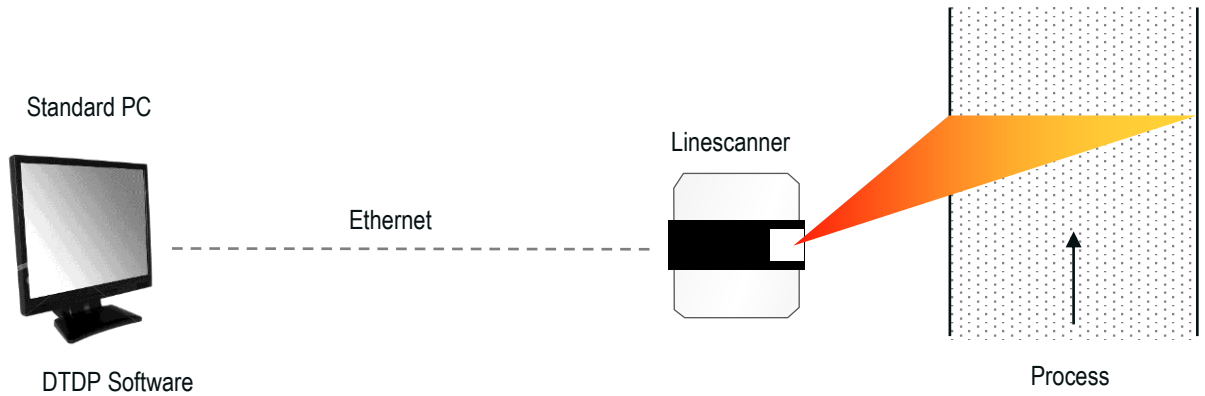 Standard PC
Linescanner
Ethernet
Process
DTDP Software